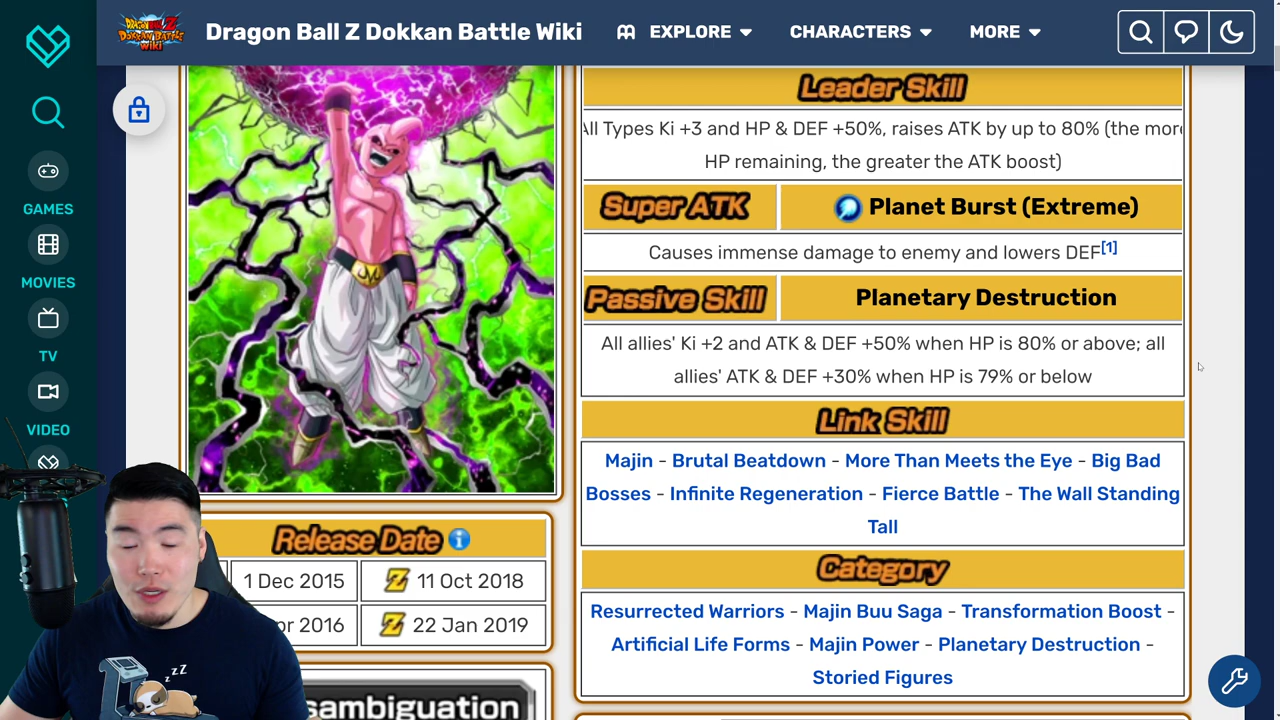 DRAGON BALL Z DOKKAN BATTLE WIKI
Dragon Ball Z Dokkan Battle Wiki
EXPLORE
CHARACTERS
MORE
GAMES
MOVIES
TV
VIDEO
Leader Skill
All Types Ki +3 and HP & DEF +50%, raises ATK by up to 80% (the more
HP remaining, the greater the ATK boost)
Super ATK
Planet Burst (Extreme)
Causes immense damage to enemy and lowers DEF[1]
Passive Skill
Planetary Destruction
All allies' Ki +2 and ATK & DEF +50% when HP is 80% or above; all
allies' ATK & DEF +30% when HP is 79% or below
Link Skill
Majin - Brutal Beatdown - More Than Meets the Eye - Big Bad
Bosses - Infinite Regeneration - Fierce Battle - The Wall Standing
Tall
Category
Resurrected Warriors - Majin Buu Saga - Transformation Boost -
Artificial Life Forms - Majin Power - Planetary Destruction -
Storied Figures
Release Date
1 Dec 2015
Z 11 Oct 2018
2016
Z 22 Jan 2019
sambiguation
z Z Z